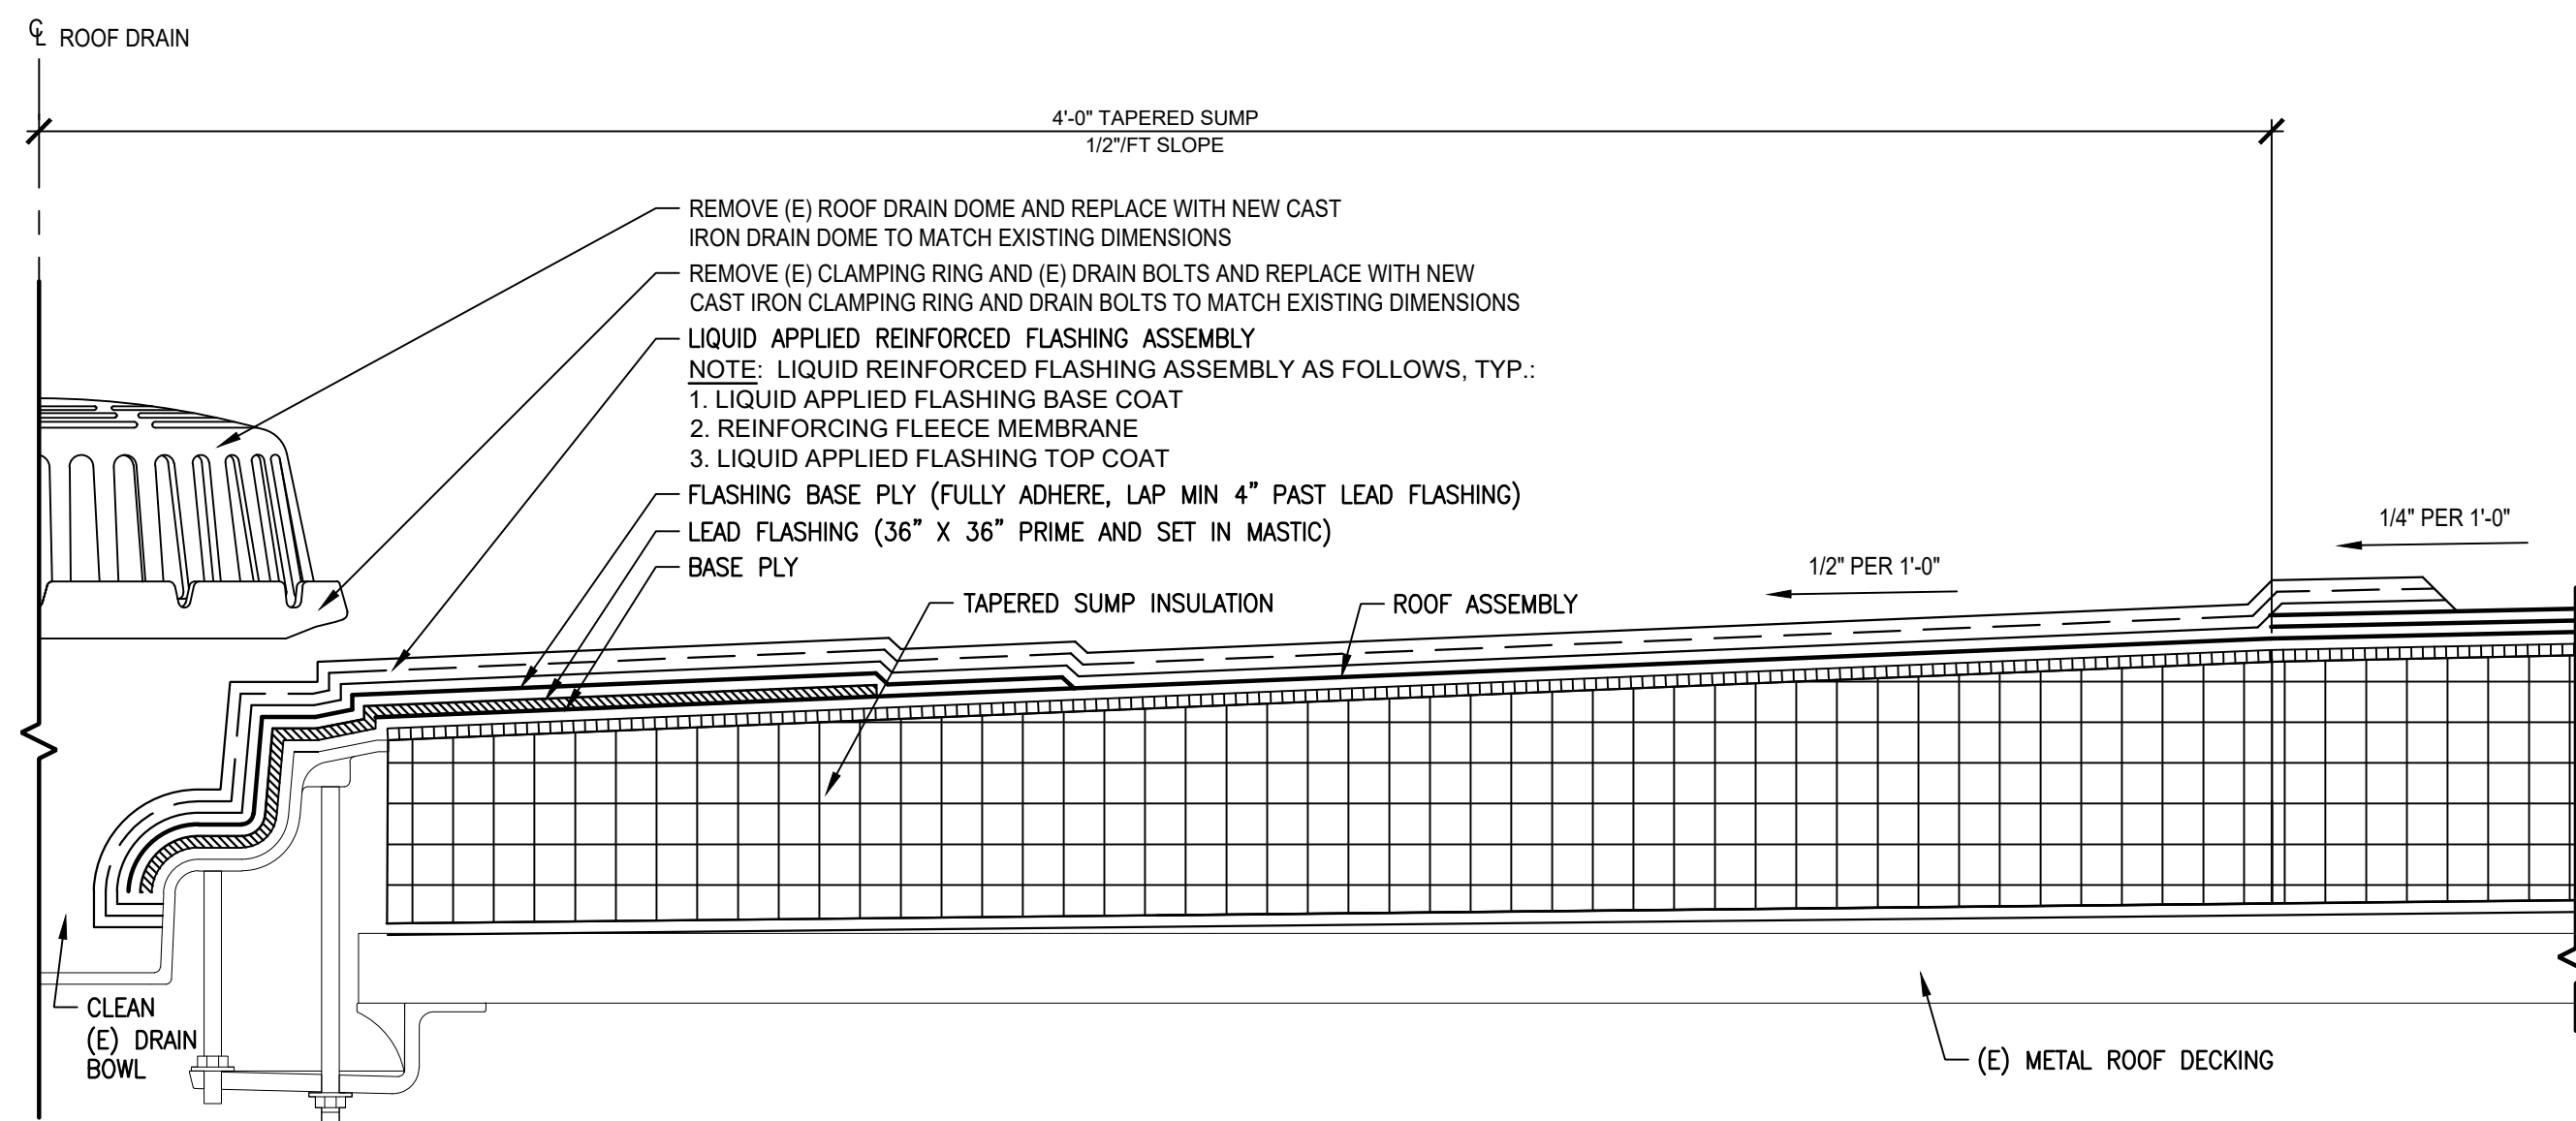 ℄ ROOF DRAIN
4'-0" TAPERED SUMP
1/2"/FT SLOPE
REMOVE (E) ROOF DRAIN DOME AND REPLACE WITH NEW CAST
IRON DRAIN DOME TO MATCH EXISTING DIMENSIONS
REMOVE (E) CLAMPING RING AND (E) DRAIN BOLTS AND REPLACE WITH NEW
CAST IRON CLAMPING RING AND DRAIN BOLTS TO MATCH EXISTING DIMENSIONS
LIQUID APPLIED REINFORCED FLASHING ASSEMBLY
NOTE: LIQUID REINFORCED FLASHING ASSEMBLY AS FOLLOWS, TYP.:
1. LIQUID APPLIED FLASHING BASE COAT
2. REINFORCING FLEECE MEMBRANE
3. LIQUID APPLIED FLASHING TOP COAT
FLASHING BASE PLY (FULLY ADHERE, LAP MIN 4” PAST LEAD FLASHING)
LEAD FLASHING (36” X 36” PRIME AND SET IN MASTIC)
BASE PLY
TAPERED SUMP INSULATION
ROOF ASSEMBLY
1/2" PER 1'-0"
1/4" PER 1'-0"
CLEAN
(E) DRAIN
BOWL
(E) METAL ROOF DECKING